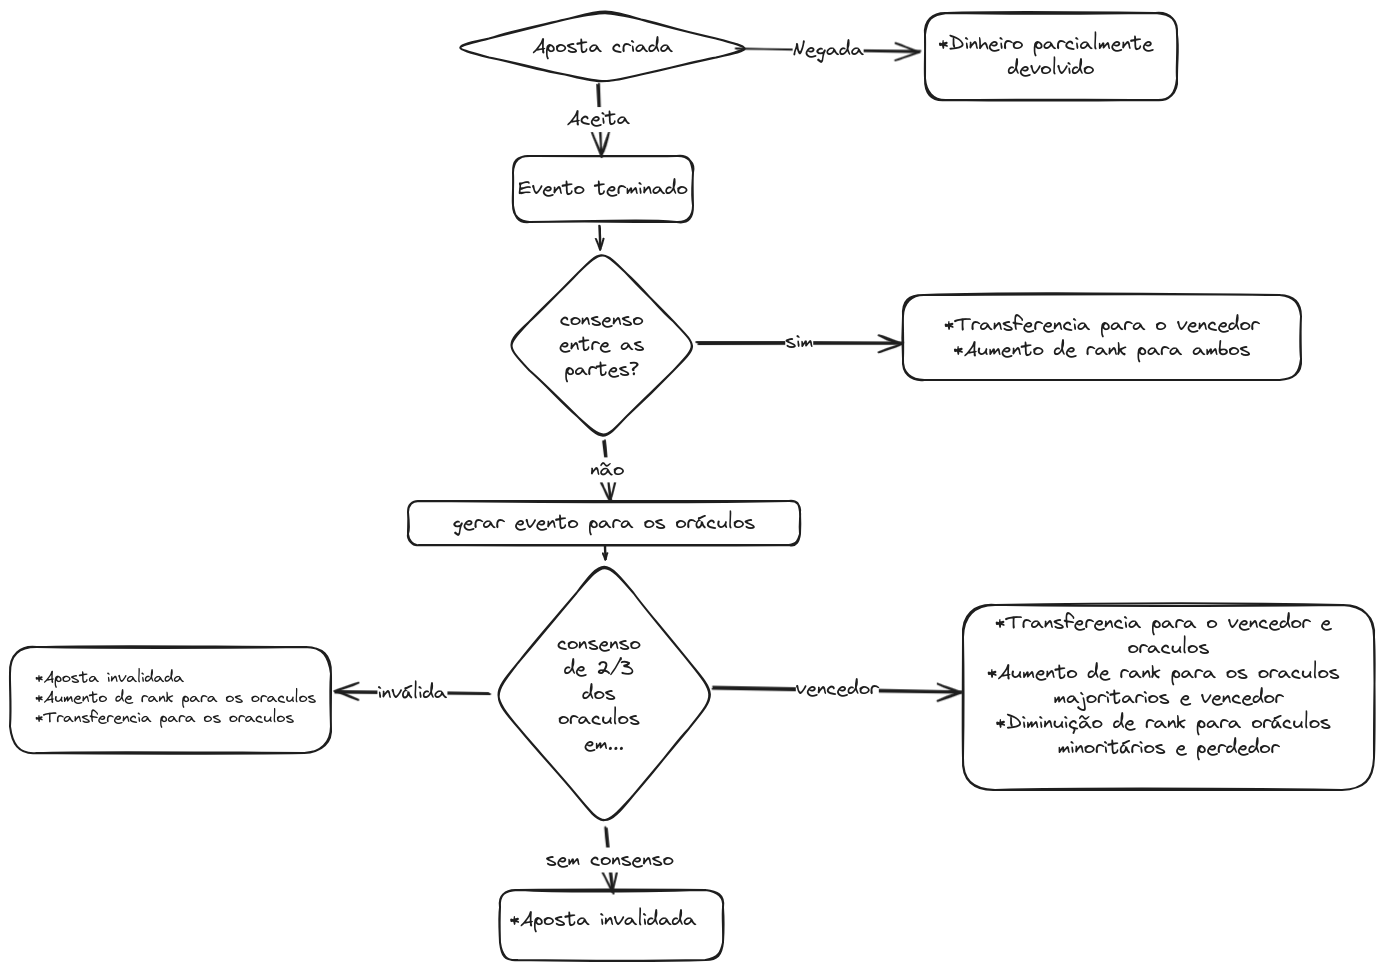 Aposta criada
Negada
*Dinheiro parcialmente
devolvido
Aceita
Evento terminado
consenso
entre as
partes?
sim
*Transferencia para o vencedor
*Aumento de rank para ambos
não
gerar evento para os oráculos
consenso
de 2/3
dos
oraculos
em...
inválida
*Aposta invalidada
*Aumento de rank para os oraculos
*Transferencia para os oraculos
vencedor
*Transferencia para o vencedor e
oraculos
*Aumento de rank para os oraculos
majoritarios e vencedor
*Diminuição de rank para oráculos
minoritários e perdedor
sem consenso
*Aposta invalidada